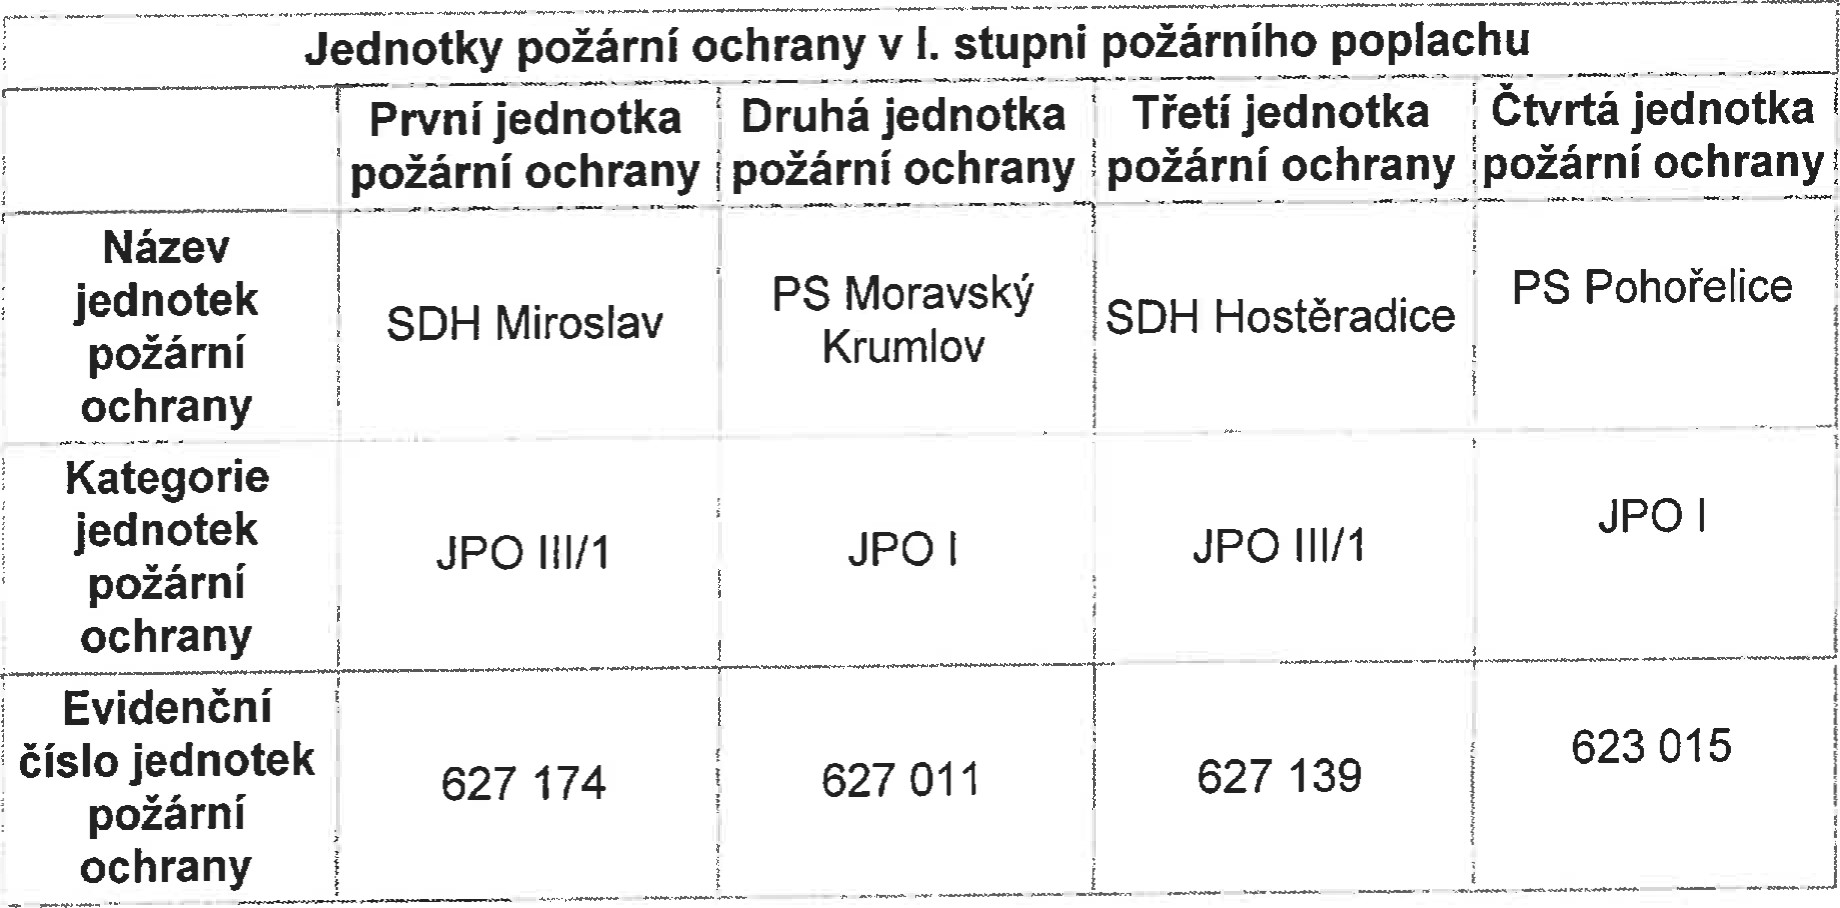 Jednotky požární ochrany v I. stupni požárního poplachu
První jednotka
požární ochrany
Druhá jednotka
požární ochrany
Třetí jednotka
požární ochrany
Čtvrtá jednotka
požární ochrany
Název
jednotek
požární
ochrany
SDH Miroslav
PS Moravský
Krumlov
SDH Hostěradice
PS Pohořelice
Kategorie
jednotek
požární
ochrany
JPO III/1
JPO I
JPO III/1
JPO I
Evidenční
číslo jednotek
požární
ochrany
627 174
627 011
627 139
623 015